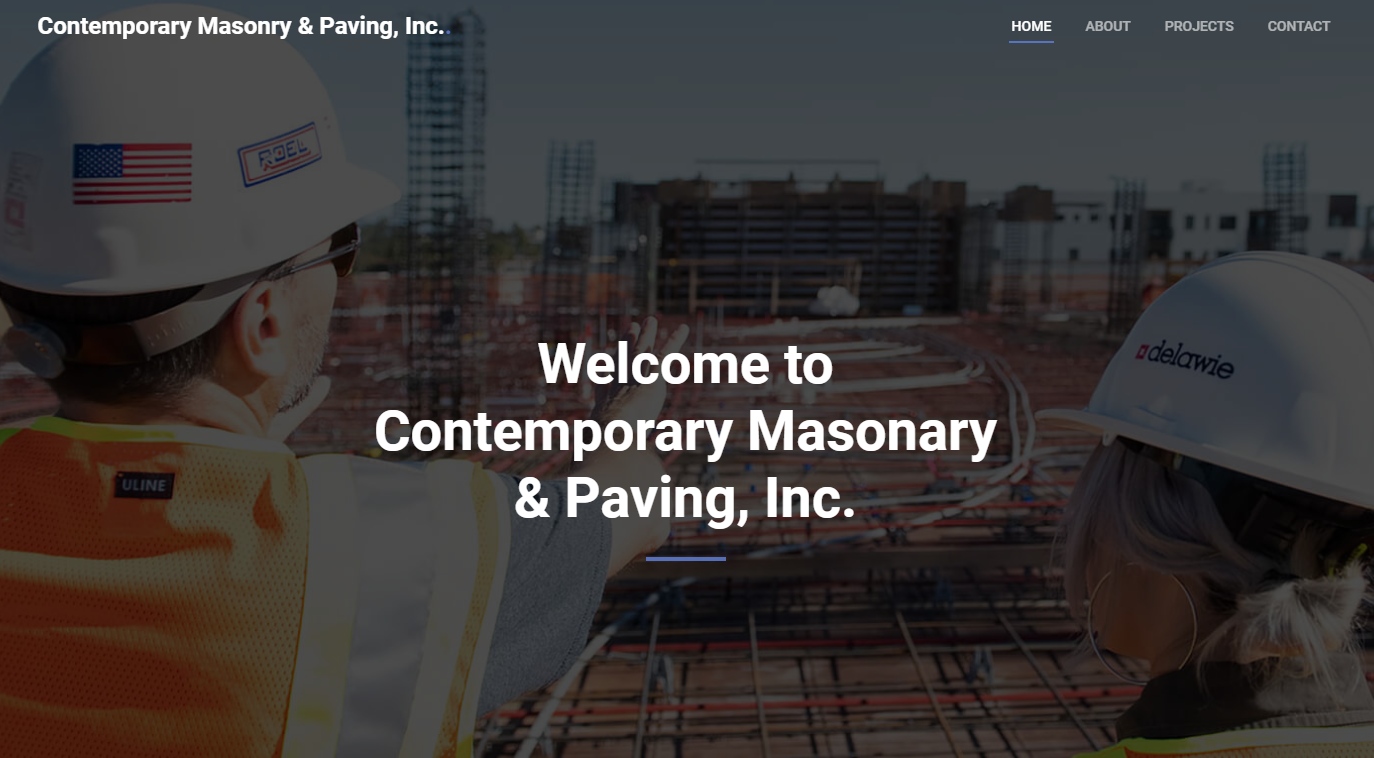 Contemporary Masonry & Paving, Inc..
HOME ABOUT PROJECTS CONTACT
ROEL
delawie
Welcome to
Contemporary Masonary
& Paving, Inc.
ULINE